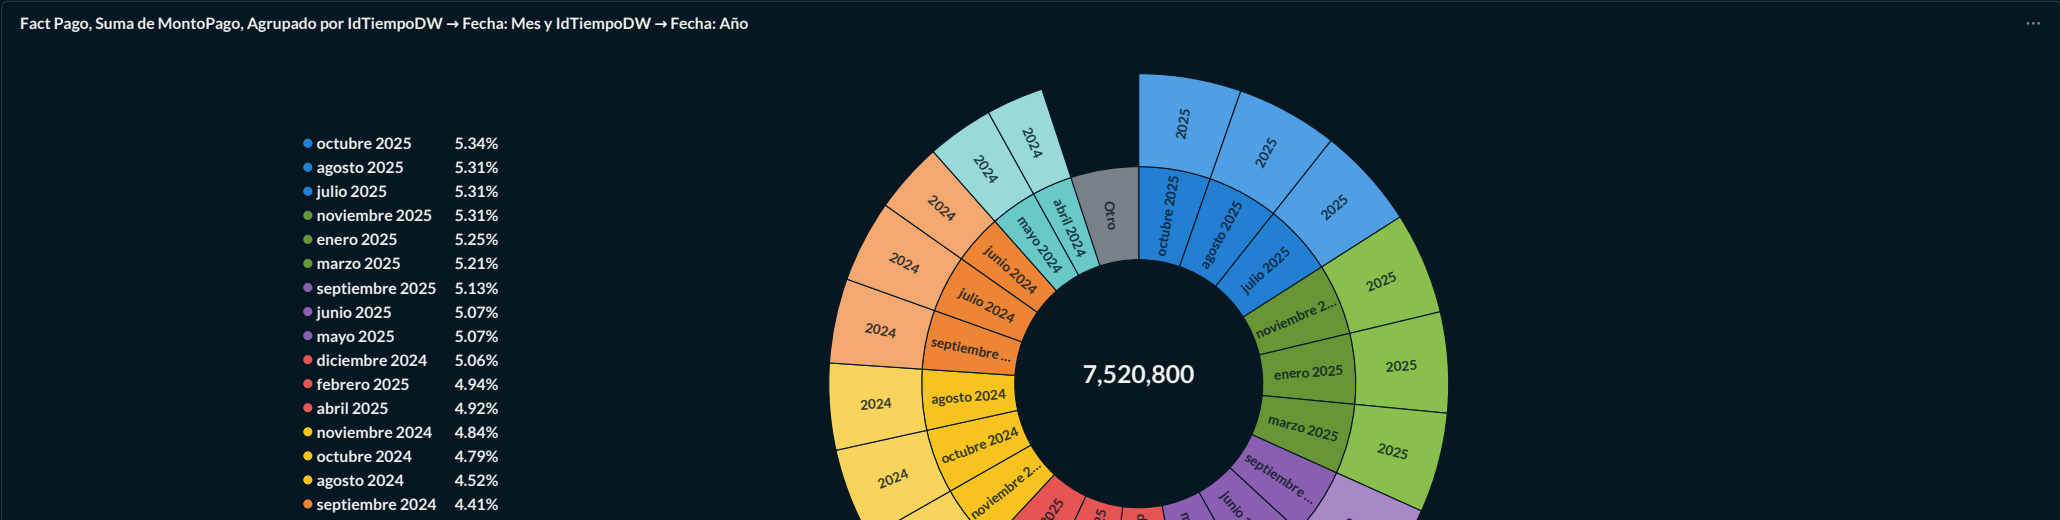 Fact Pago, Suma de MontoPago, Agrupado por IdTiempoDW → Fecha: Mes y IdTiempoDW → Fecha: Año
octubre 2025 5.34%
agosto 2025 5.31%
julio 2025 5.31%
noviembre 2025 5.31%
enero 2025 5.25%
marzo 2025 5.21%
septiembre 2025 5.13%
junio 2025 5.07%
mayo 2025 5.07%
diciembre 2024 5.06%
febrero 2025 4.94%
abril 2025 4.92%
noviembre 2024 4.84%
octubre 2024 4.79%
agosto 2024 4.52%
septiembre 2024 4.41%
2025
2025
2025
2025
2025
2025
octubre 2025
agosto 2025
julio 2025
noviembre 2...
enero 2025
marzo 2025
septiembre ...
junio
2025
noviembre 2...
octubre 2024
agosto 2024
septiembre ...
julio 2024
junio 2024
mayo 2024
abril 2024
Otro
2024
2024
2024
2024
2024
2024
2024
7,520,800